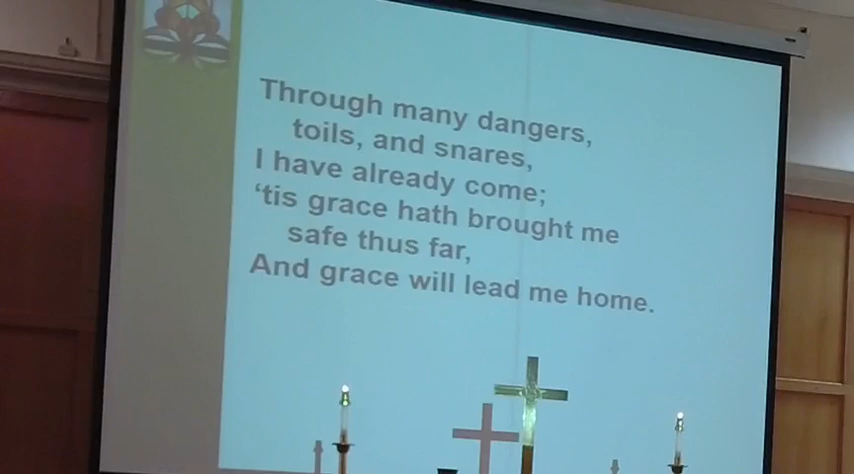 Through many dangers,
toils, and snares,
I have already come;
‘tis grace hath brought me
safe thus far,
And grace will lead me home.